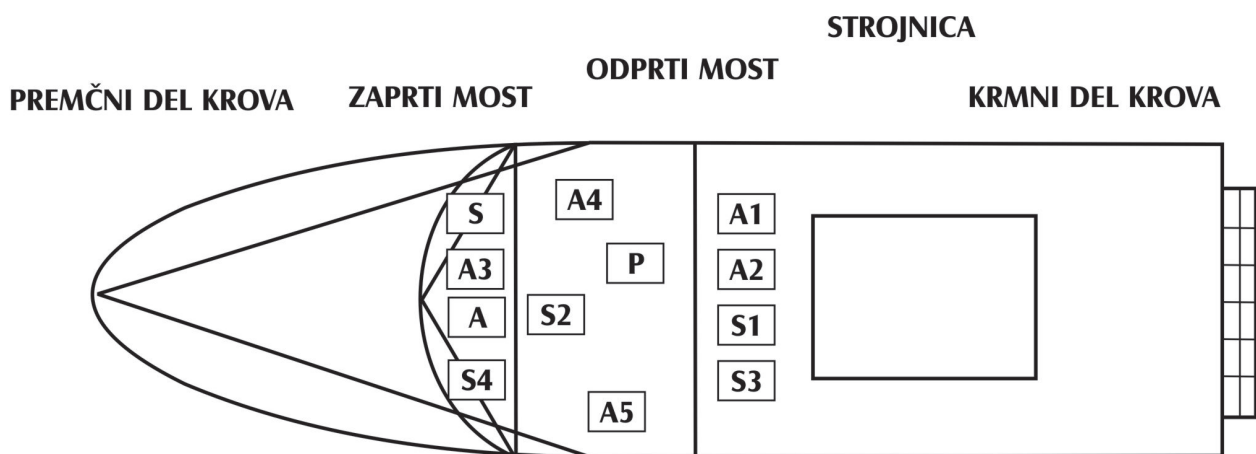 STROJNICA
ODPRTI MOST
PREMČNI DEL KROVA ZAPRTI MOST KRMNI DEL KROVA
S A4 A1
A3 P A2
A S2 S1
S4 A5 S3